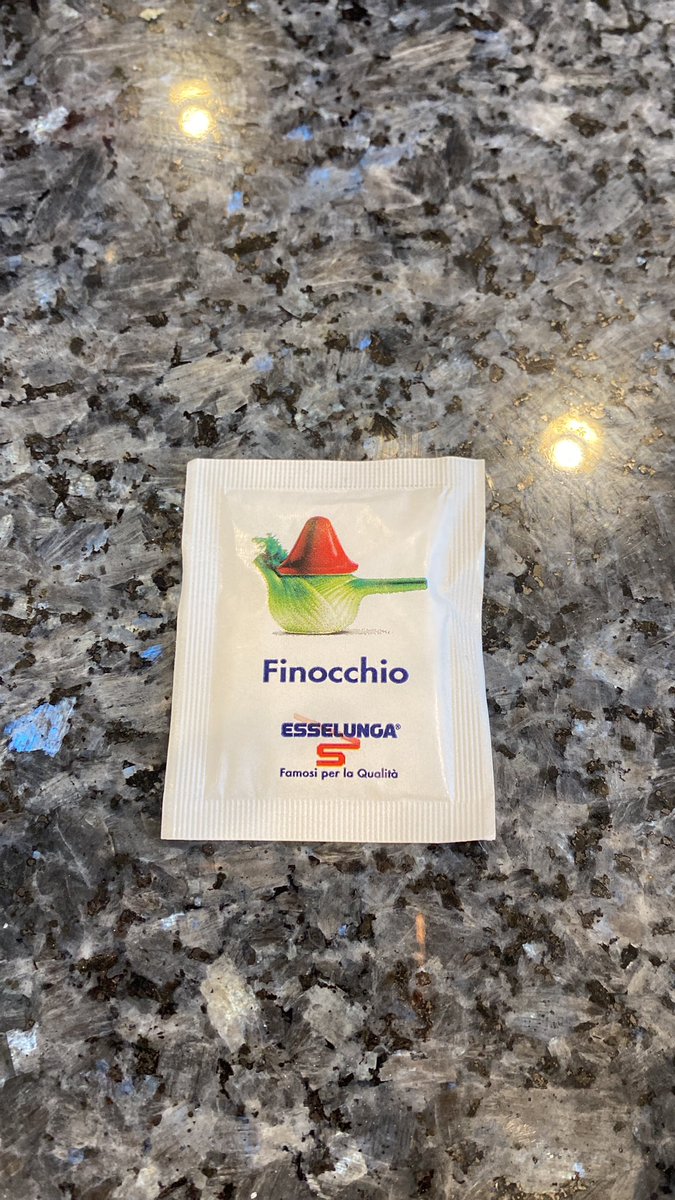 Finocchio
ESSELUNGA®
S
Famosi per la Qualità